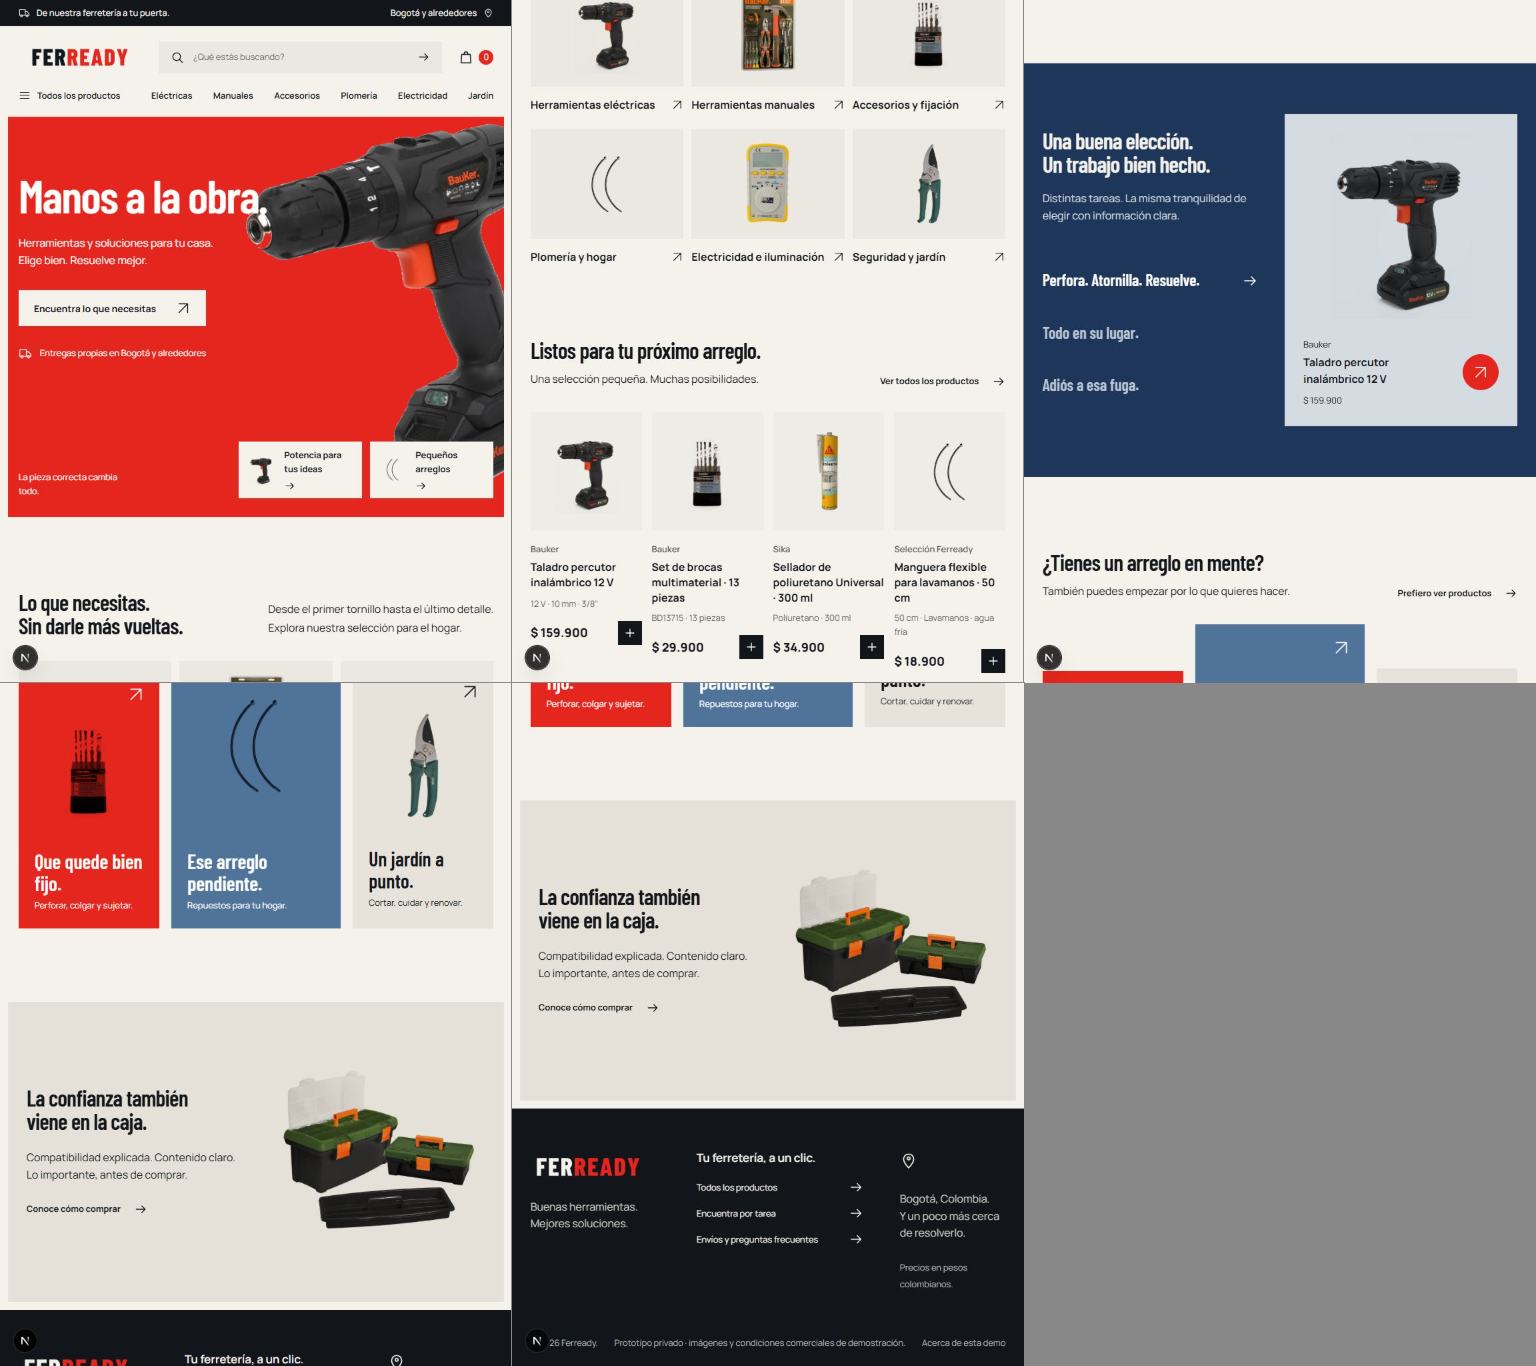 De nuestra ferretería a tu puerta.
Bogotá y alrededores
FERREADY
¿Qué estás buscando?
0
Todos los productos
Eléctricas
Manuales
Accesorios
Plomería
Electricidad
Jardín
Manos a la obra.
BauKer.
Herramientas y soluciones para tu casa.
Elige bien. Resuelve mejor.
Encuentra lo que necesitas
Entregas propias en Bogotá y alrededores
Potencia para
tus ideas
Pequeños
arreglos
La pieza correcta cambia
todo.
Lo que necesitas.
Sin darle más vueltas.
Desde el primer tornillo hasta el último detalle.
Explora nuestra selección para el hogar.
N
Herramientas eléctricas
Herramientas manuales
Accesorios y fijación
Plomería y hogar
Electricidad e iluminación
Seguridad y jardín
Listos para tu próximo arreglo.
Una selección pequeña. Muchas posibilidades.
Ver todos los productos
Bauker
Taladro percutor
inalámbrico 12 V
12 V · 10 mm · 3/8"
$ 159.900
Bauker
Set de brocas
multimaterial · 13
piezas
BD13715 · 13 piezas
$ 29.900
Sika
Sellador de
poliuretano Universal
· 300 ml
Poliuretano · 300 ml
$ 34.900
Selección Ferready
Manguera flexible
para lavamanos · 50
cm
50 cm · Lavamanos · agua
fría
$ 18.900
N
Una buena elección.
Un trabajo bien hecho.
Distintas tareas. La misma tranquilidad de
elegir con información clara.
Perfora. Atornilla. Resuelve.
Todo en su lugar.
Adiós a esa fuga.
Bauker
Taladro percutor
inalámbrico 12 V
$ 159.900
¿Tienes un arreglo en mente?
También puedes empezar por lo que quieres hacer.
Prefiero ver productos
N
Que quede bien
fijo.
Perforar, colgar y sujetar.
Ese arreglo
pendiente.
Repuestos para tu hogar.
Un jardín a
punto.
Cortar, cuidar y renovar.
La confianza también
viene en la caja.
Compatibilidad explicada. Contenido claro.
Lo importante, antes de comprar.
Conoce cómo comprar
N
FERREADY
Tu ferretería, a un clic.
fijo.
Perforar, colgar y sujetar.
pendiente.
Repuestos para tu hogar.
punto.
Cortar, cuidar y renovar.
La confianza también
viene en la caja.
Compatibilidad explicada. Contenido claro.
Lo importante, antes de comprar.
Conoce cómo comprar
FERREADY
Buenas herramientas.
Mejores soluciones.
Tu ferretería, a un clic.
Todos los productos
Encuentra por tarea
Envíos y preguntas frecuentes
Bogotá, Colombia.
Y un poco más cerca
de resolverlo.
Precios en pesos
colombianos.
N
26 Ferready.
Prototipo privado · imágenes y condiciones comerciales de demostración.
Acerca de esta demo